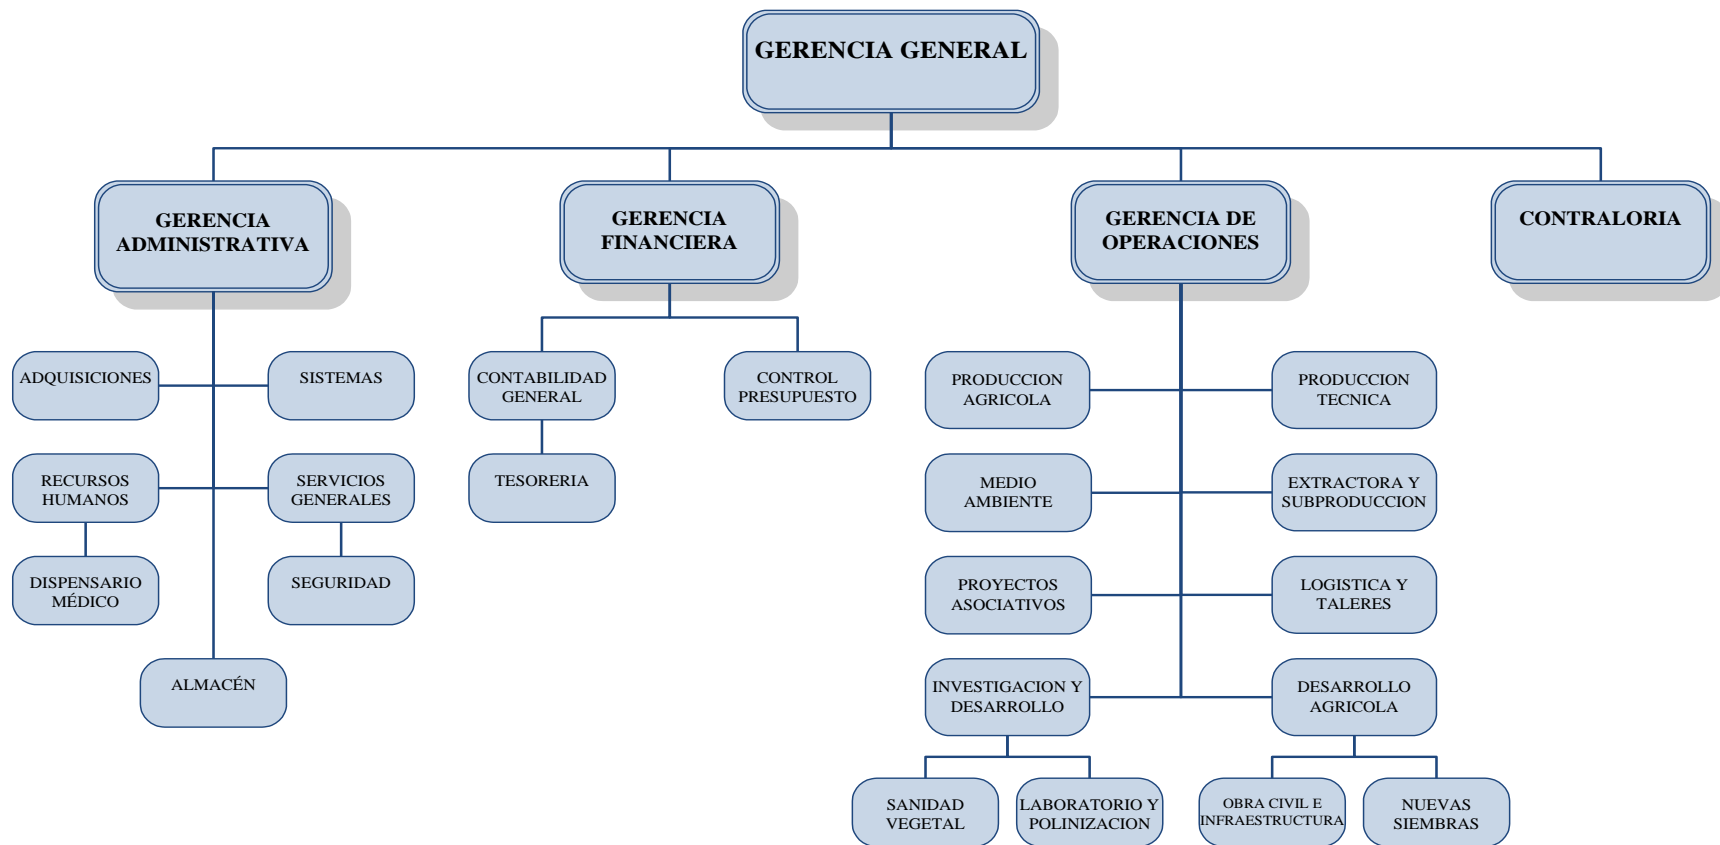 GERENCIA GENERAL
GERENCIA
ADMINISTRATIVA
GERENCIA
FINANCIERA
GERENCIA DE
OPERACIONES
CONTRALORIA
ADQUISICIONES
SISTEMAS
RECURSOS
HUMANOS
SERVICIOS
GENERALES
DISPENSARIO
MÉDICO
SEGURIDAD
ALMACÉN
CONTABILIDAD
GENERAL
CONTROL
PRESUPUESTO
TESORERIA
PRODUCCION
AGRICOLA
PRODUCCION
TECNICA
MEDIO
AMBIENTE
EXTRACTORA Y
SUBPRODUCCION
PROYECTOS
ASOCIATIVOS
LOGISTICA Y
TALERES
INVESTIGACION Y
DESARROLLO
DESARROLLO
AGRICOLA
SANIDAD
VEGETAL
LABORATORIO Y
POLINIZACION
OBRA CIVIL E
INFRAESTRUCTURA
NUEVAS
SIEMBRAS